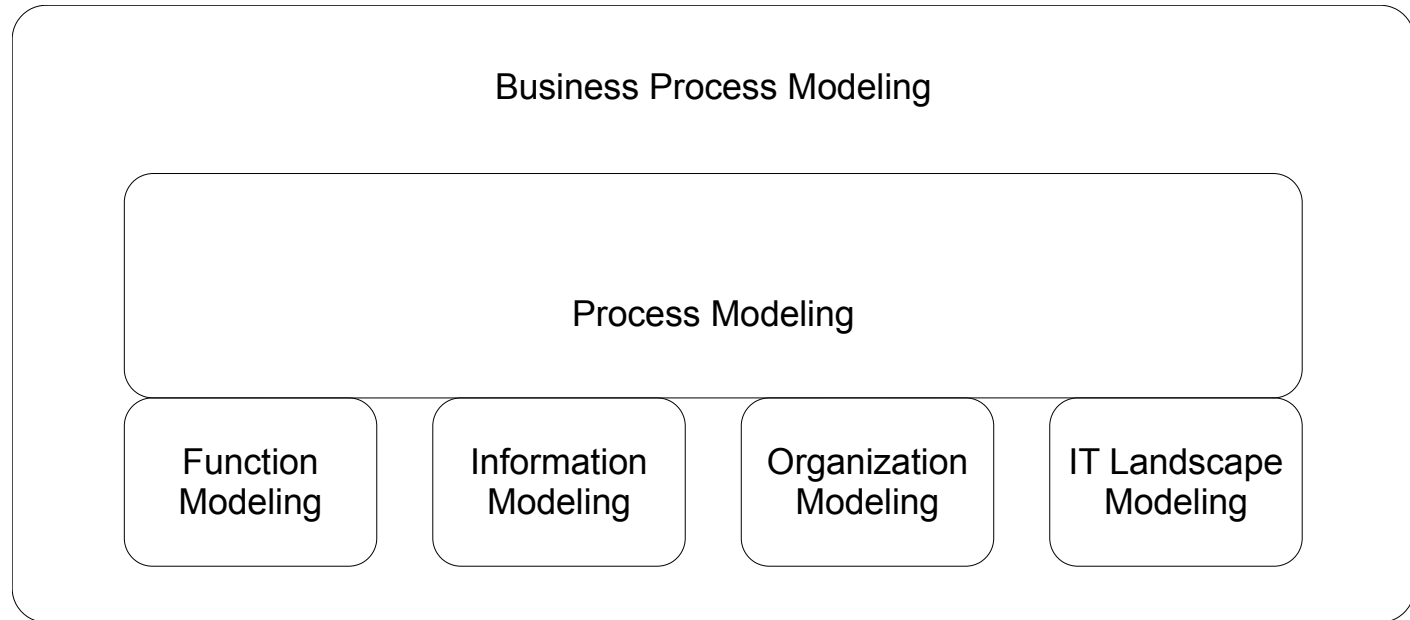 Business Process Modeling
Process Modeling
Function
Modeling
Information
Modeling
Organization
Modeling
IT Landscape
Modeling